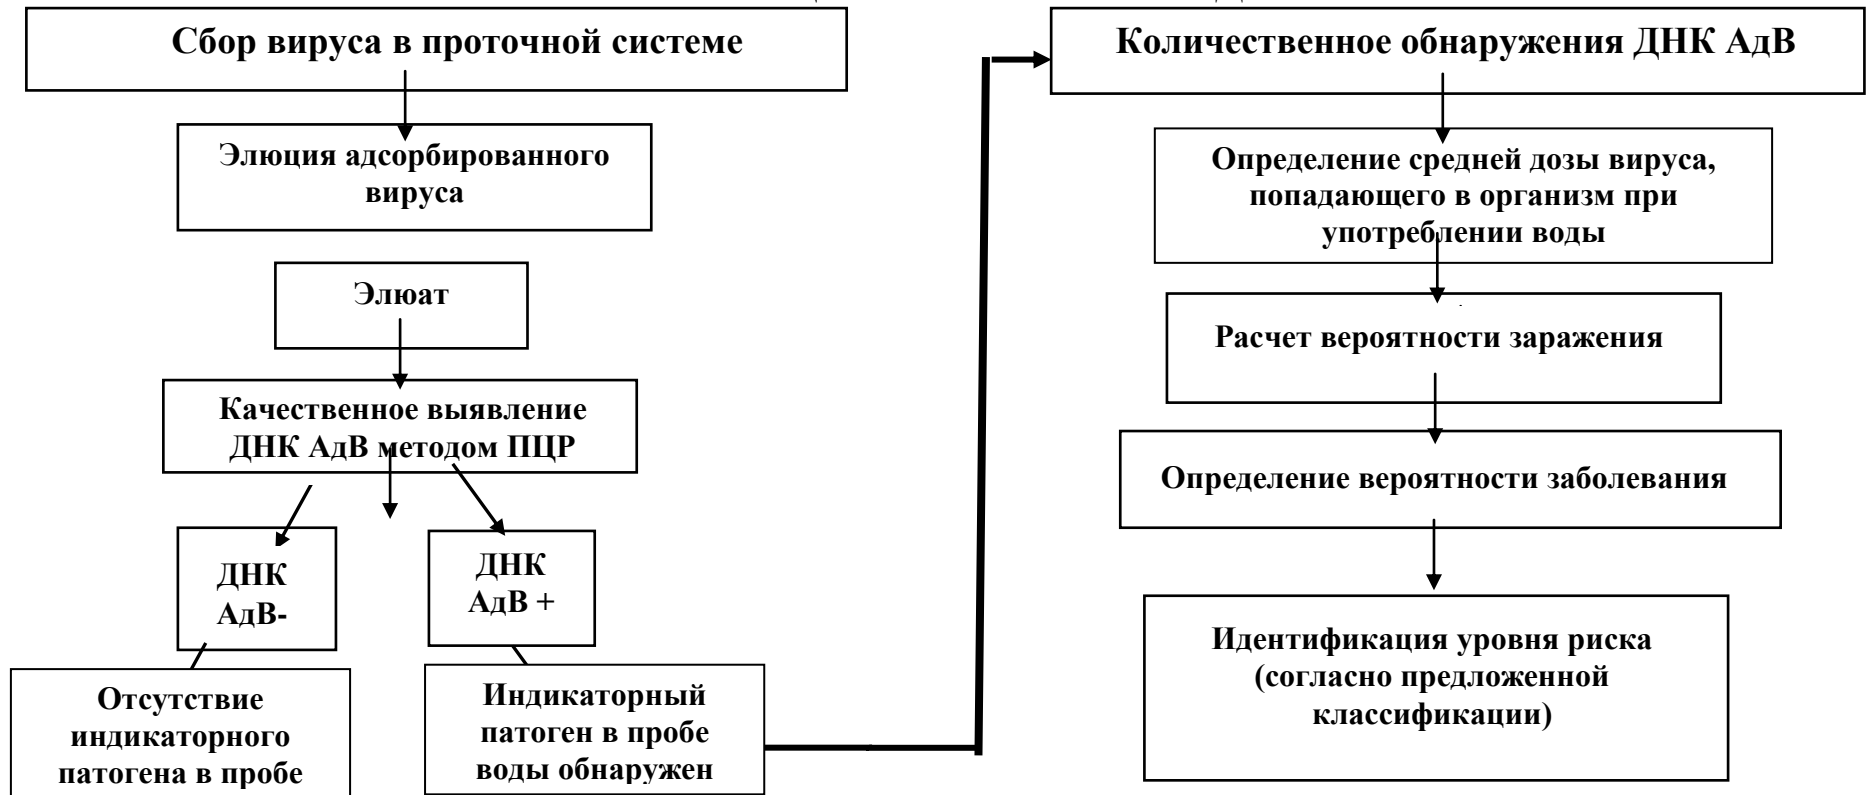 Сбор вируса в проточной системе
Элюция адсорбированного
вируса
Элюат
Качественное выявление
ДНК АдВ методом ПЦР
ДНК
АдВ-
ДНК
АдВ +
Отсутствие
индикаторного
патогена в пробе
Индикаторный
патоген в пробе
воды обнаружен
Количественное обнаружения ДНК АдВ
Определение средней дозы вируса,
попадающего в организм при
употреблении воды
Расчет вероятности заражения
Определение вероятности заболевания
Идентификация уровня риска
(согласно предложенной
классификации)